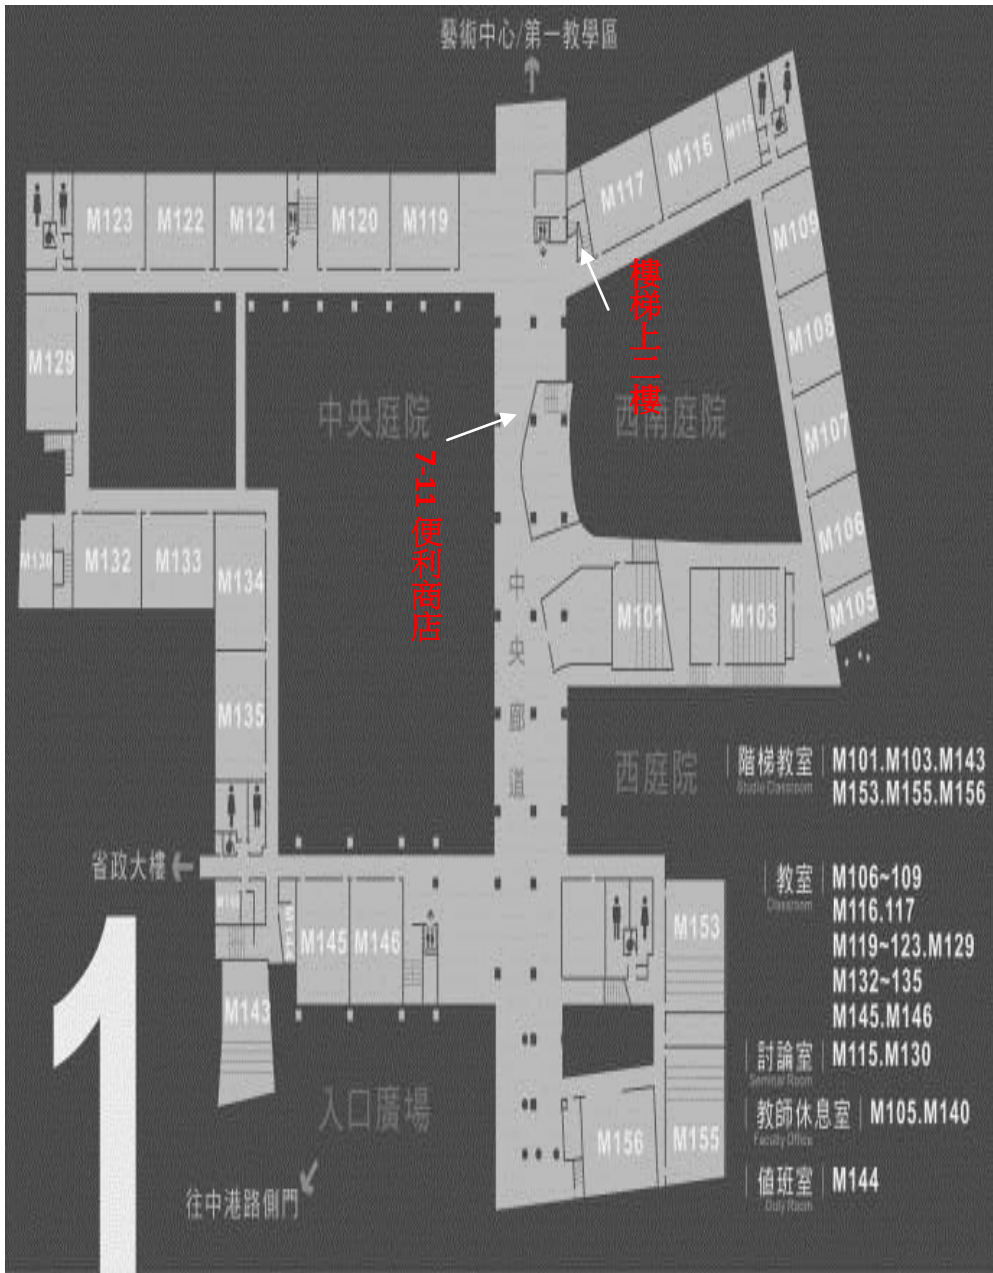 藝術中心/第一教學區
M115
M116
M117
M123
M122
M121
M120
M119
M109
樓梯上二樓
M108
M129
中央庭院
西南庭院
M107
7-11 便利商店
M106
M130
M132
M133
M134
M105
M101
M103
中央廊道
M135
西庭院
階梯教室
Studio Classroom
M101.M103.M143
M153.M155.M156
省政大樓
教室
Classroom
M106~109
M116.117
M119~123.M129
M132~135
M145.M146
M140
M144
M145
M146
M153
M143
討論室
Seminar Room
M115.M130
入口廣場
教師休息室
Faculty Office
M105.M140
M156
M155
往中港路側門
值班室
Duty Room
M144
1